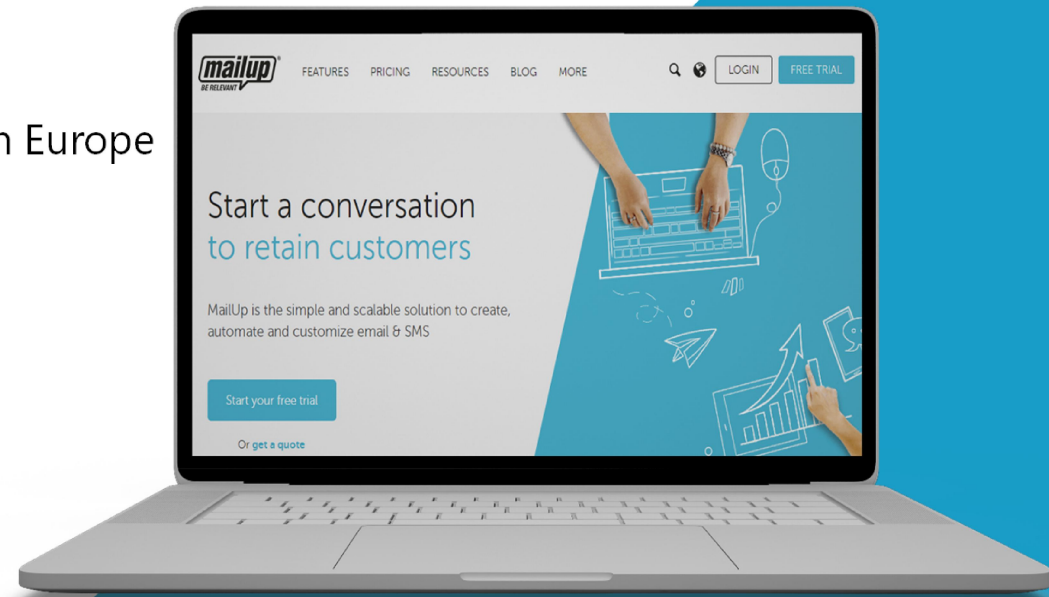 n Europe
mailup®
BE RELEVANT
FEATURES PRICING RESOURCES BLOG MORE LOGIN FREE TRIAL
Start a conversation
to retain customers
MailUp is the simple and scalable solution to create,
automate and customize email & SMS
Start your free trial
Or get a quote